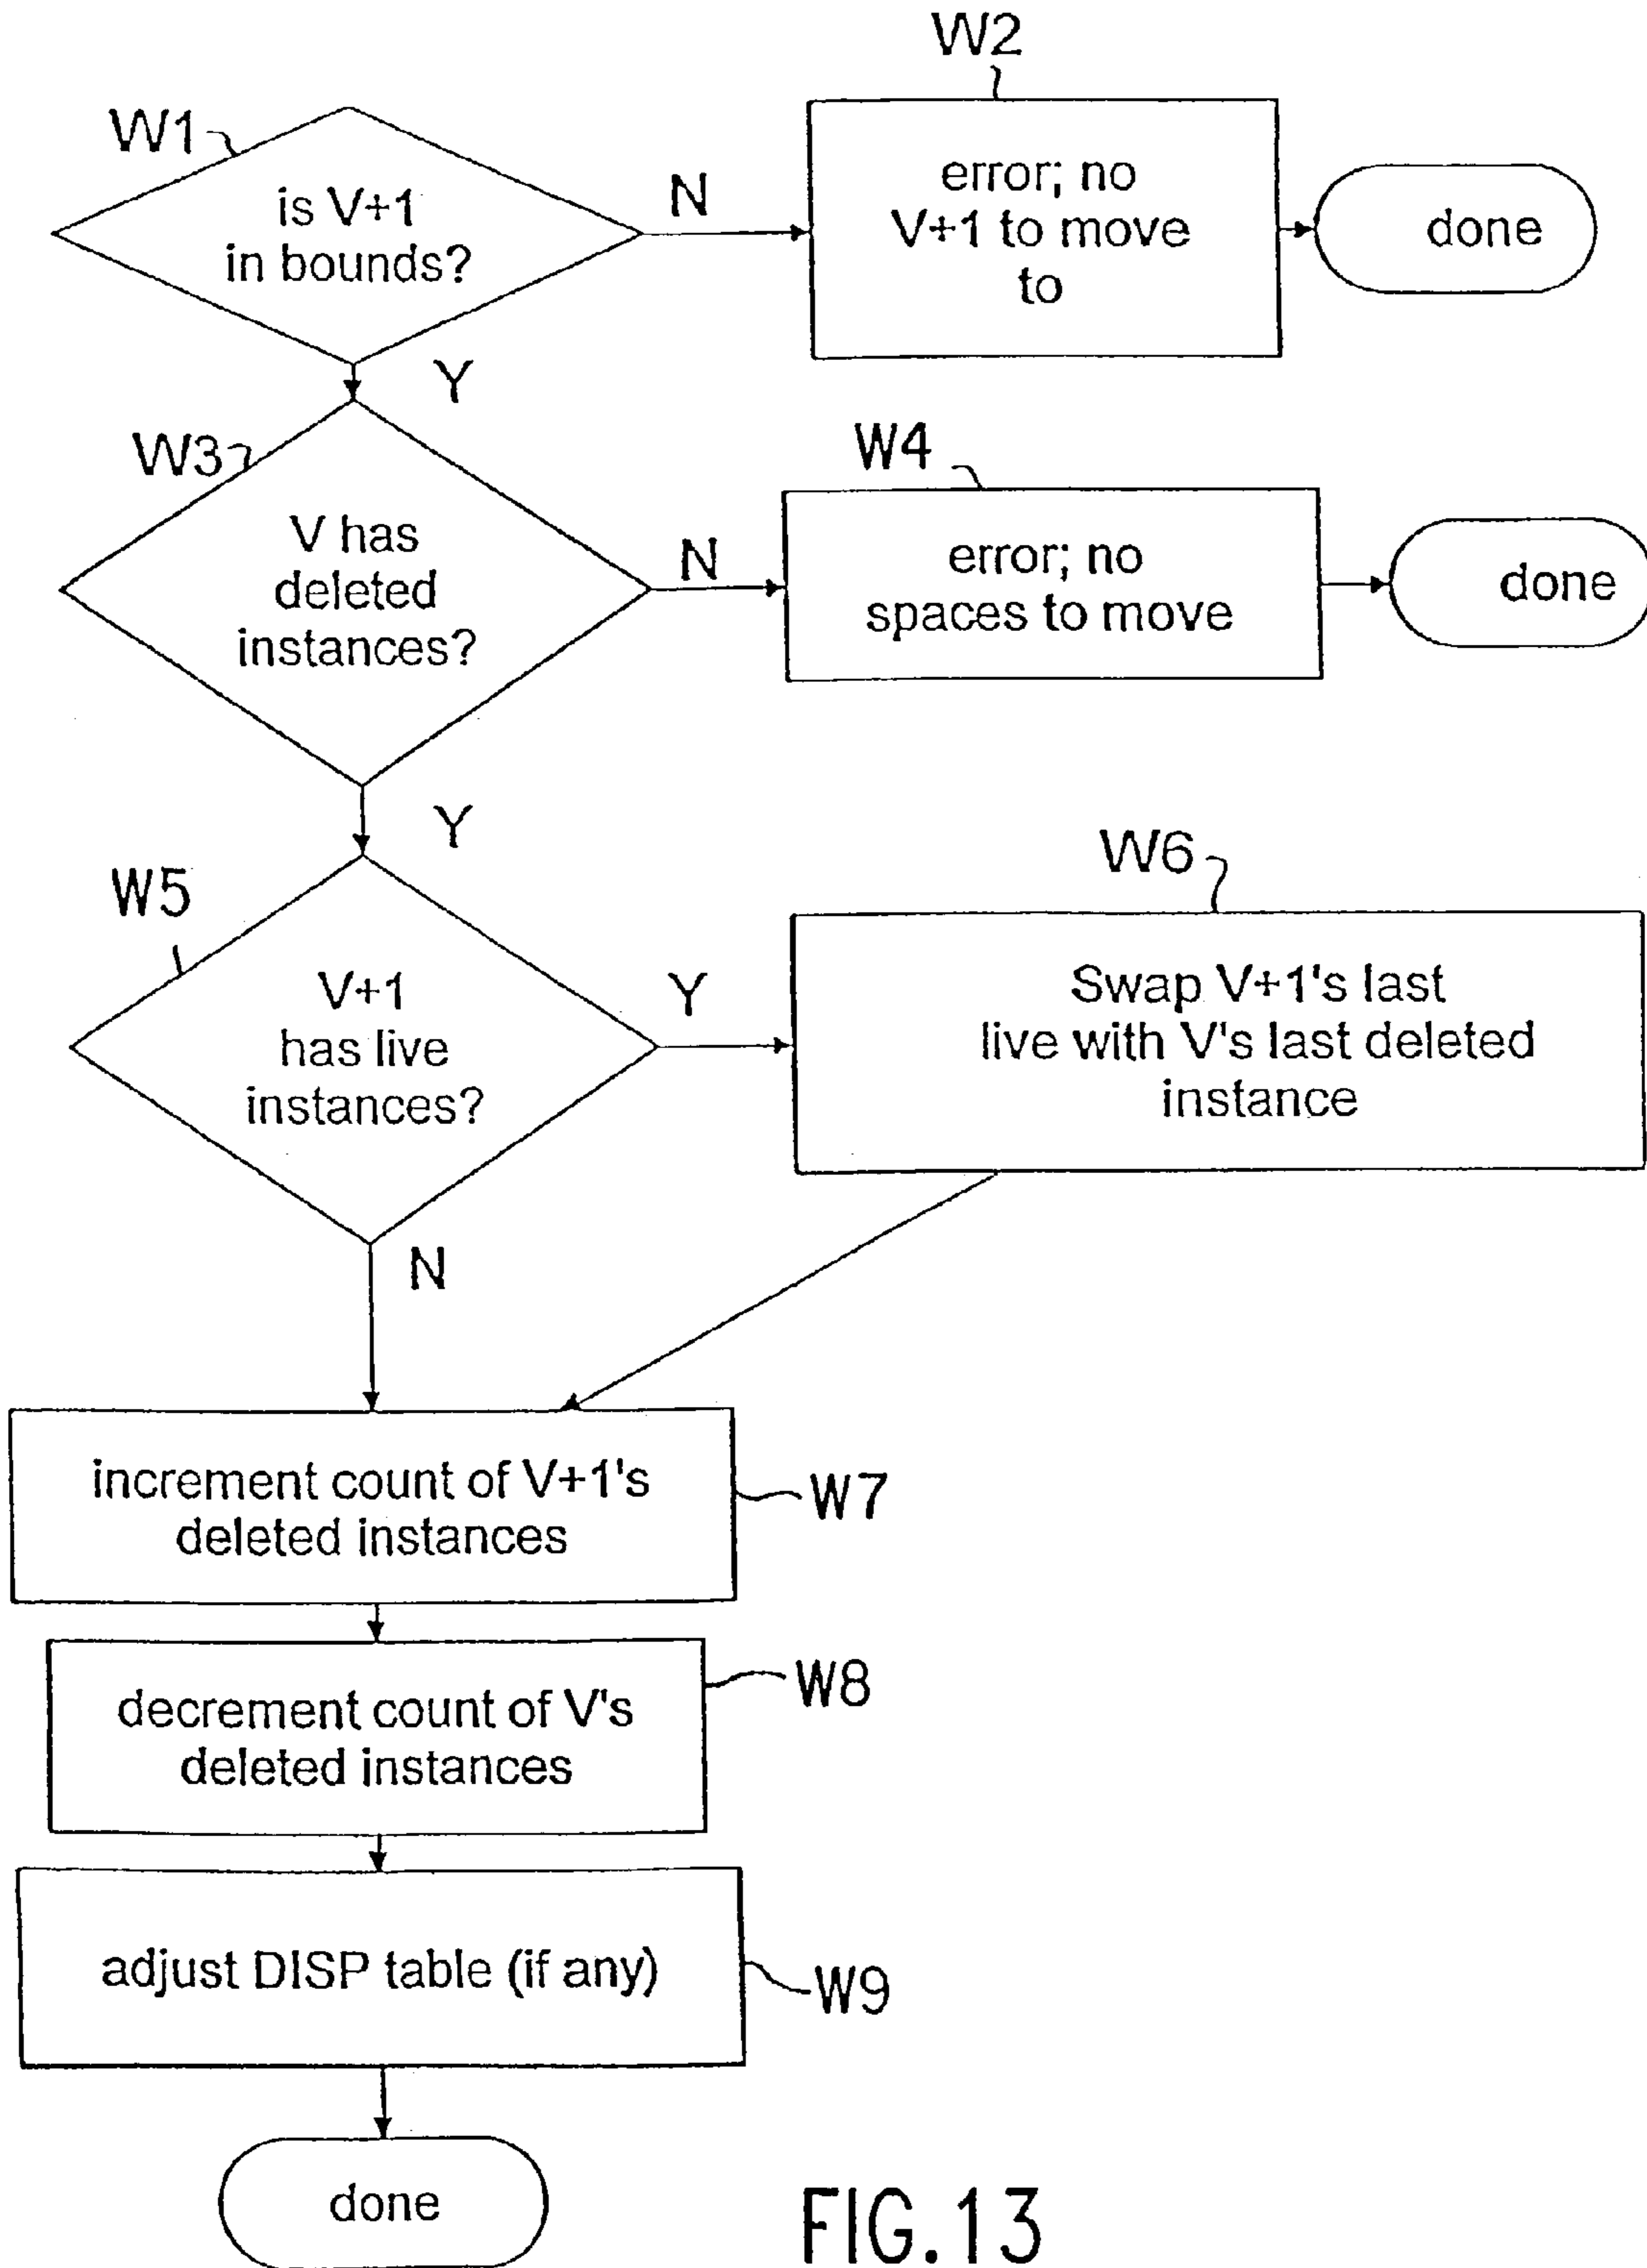 W2
W1
is V+1
in bounds?
N
error; no
V+1 to move
to
done
Y
W3
W4
V has
deleted
instances?
N
error; no
spaces to move
done
Y
W5
W6
V+1
has live
instances?
Y
Swap V+1's last
live with V's last deleted
instance
N
increment count of V+1's
deleted instances
W7
decrement count of V's
deleted instances
W8
adjust DISP table (if any)
W9
done
FIG.13